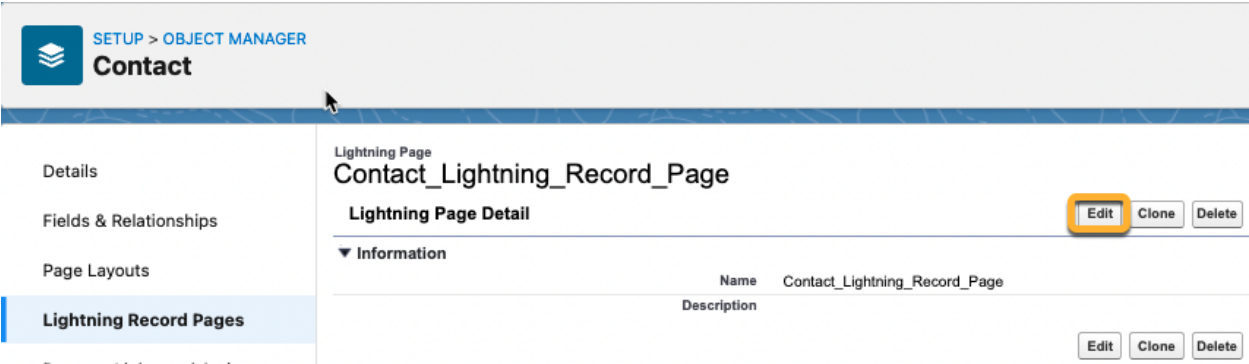 SETUP > OBJECT MANAGER
Contact
Details
Fields & Relationships
Page Layouts
Lightning Record Pages
Lightning Page
Contact_Lightning_Record_Page
Lightning Page Detail
Edit Clone Delete
Information
Name Contact_Lightning_Record_Page
Description
Edit Clone Delete